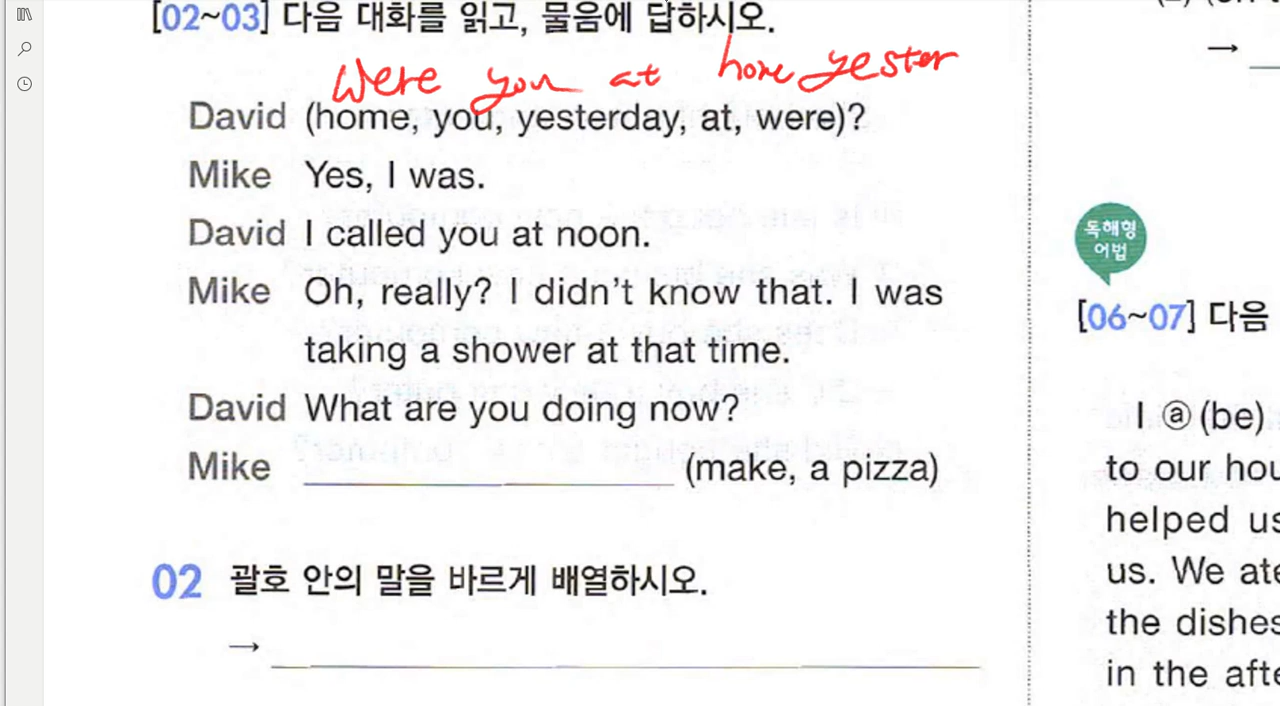 [02~03] 다음 대화를 읽고, 물음에 답하시오.
Were you at home yester
David (home, you, yesterday, at, were)?
Mike Yes, I was.
David I called you at noon.
Mike Oh, really? I didn't know that. I was
taking a shower at that time.
David What are you doing now?
Mike (make, a pizza)
02 괄호 안의 말을 바르게 배열하시오.
→
→
독해형
어법
[06~07] 다음
I ⓐ (be)
to our hou
helped us
us. We ate
the dishes
in the afte